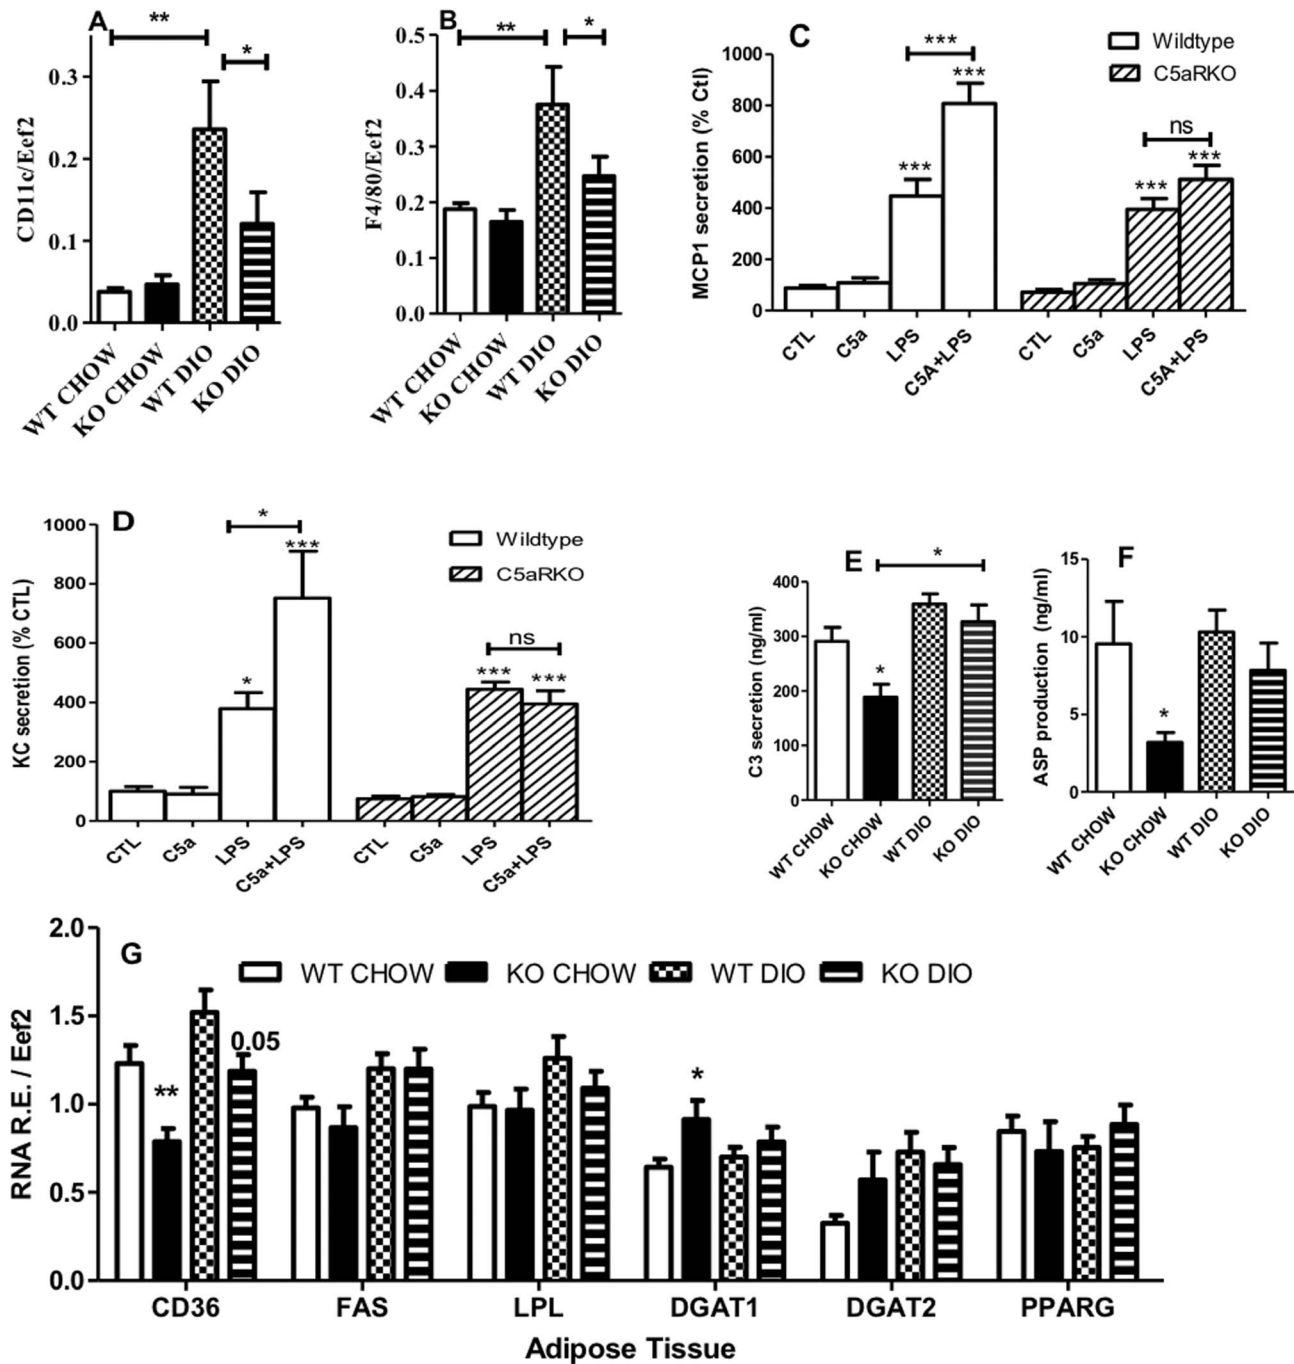 A
**
*
CD11c/Eef2
0.3
0.2
0.1
0.0
WT CHOW
KO CHOW
WT DIO
KO DIO
B
**
*
F4/80/Eef2
0.5
0.4
0.3
0.2
0.1
0.0
WT CHOW
KO CHOW
WT DIO
KO DIO
C
Wildtype
C5aRKO
MCP1 secretion (% Ctl)
1000
800
600
400
200
0
***
***
***
ns
***
***
CTL
C5a
LPS
C5A+LPS
CTL
C5a
LPS
C5A+LPS
D
Wildtype
C5aRKO
KC secretion (% CTL)
1000
800
600
400
200
0
*
***
*
ns
***
***
CTL
C5a
LPS
C5a+LPS
CTL
C5a
LPS
C5a+LPS
E
*
*
C3 secretion (ng/ml)
400
300
200
100
0
WT CHOW
KO CHOW
WT DIO
KO DIO
F
*
ASP production (ng/ml)
15
10
5
0
WT CHOW
KO CHOW
WT DIO
KO DIO
G
WT CHOW
KO CHOW
WT DIO
KO DIO
RNA R.E. / Eef2
2.0
1.5
1.0
0.5
0.0
**
0.05
*
CD36
FAS
LPL
DGAT1
DGAT2
PPARG
Adipose Tissue